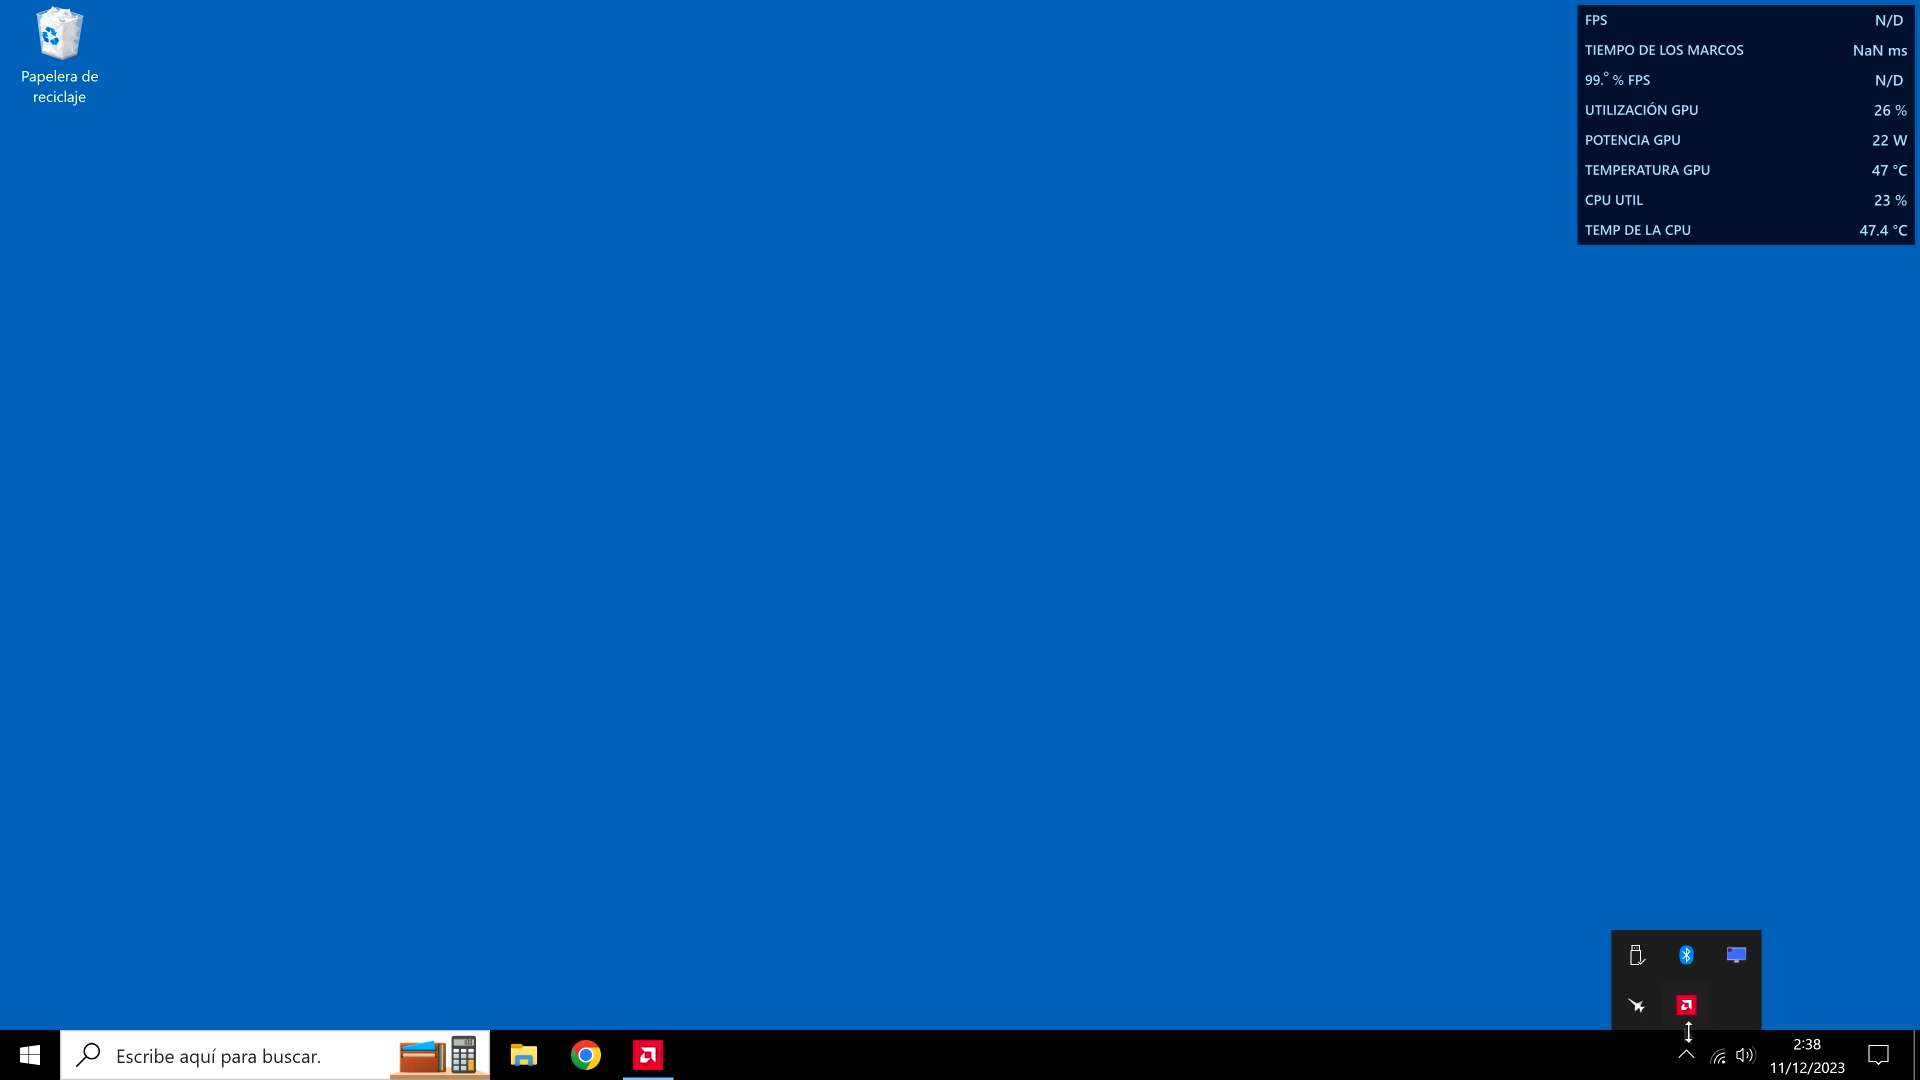 Papelera de
reciclaje
FPS N/D
TIEMPO DE LOS MARCOS NaN ms
99.° % FPS N/D
UTILIZACIÓN GPU 26 %
POTENCIA GPU 22 W
TEMPERATURA GPU 47 °C
CPU UTIL 23 %
TEMP DE LA CPU 47.4 °C
Escribe aquí para buscar.
2:38
11/12/2023